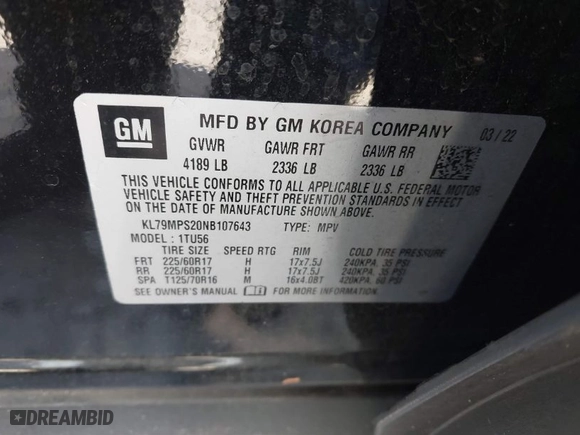 GM
MFD BY GM KOREA COMPANY 03/22
GVWR GAWR FRT GAWR RR
4189 LB 2336 LB 2336 LB
THIS VEHICLE CONFORMS TO ALL APPLICABLE U.S. FEDERAL MOTOR
VEHICLE SAFETY AND THEFT PREVENTION STANDARDS IN EFFECT
ON THE DATE OF MANUFACTURE SHOWN ABOVE.
KL79MPS20NB107643 TYPE: MPV
MODEL: 1TU56
TIRE SIZE SPEED RTG RIM COLD TIRE PRESSURE
FRT 225/60R17 H 17x7.5J 240KPA, 35 PSI
RR 225/60R17 H 17x7.5J 240KPA, 35 PSI
SPA T125/70R16 M 16x4.0BT 420KPA, 60 PSI
SEE OWNER'S MANUAL FOR MORE INFORMATION.
DREAMBID